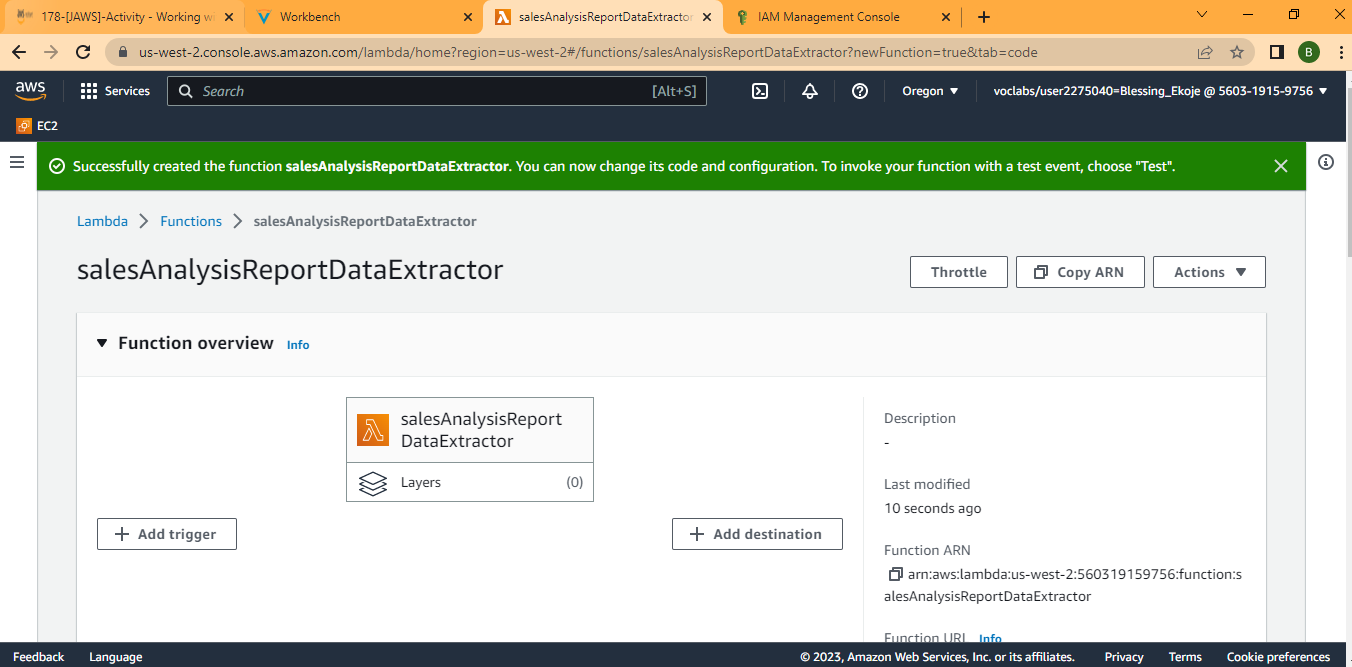 178-[JAWS]-Activity - Working wi
Workbench
salesAnalysisReportDataExtractor
IAM Management Console
us-west-2.console.aws.amazon.com/lambda/home?region=us-west-2#/functions/salesAnalysisReportDataExtractor?newFunction=true&tab=code
B
aws
Services
Search
[Alt+S]
Oregon
voclabs/user2275040=Blessing_Ekoje @ 5603-1915-9756
EC2
Successfully created the function salesAnalysisReportDataExtractor. You can now change its code and configuration. To invoke your function with a test event, choose "Test".
Lambda > Functions > salesAnalysisReportDataExtractor
salesAnalysisReportDataExtractor
Throttle
Copy ARN
Actions
Function overview Info
salesAnalysisReport
DataExtractor
Layers
(0)
Add trigger
Add destination
Description
-
Last modified
10 seconds ago
Function ARN
arn:aws:lambda:us-west-2:560319159756:function:s
alesAnalysisReportDataExtractor
Function URL Info
Feedback
Language
© 2023, Amazon Web Services, Inc. or its affiliates.
Privacy
Terms
Cookie preferences